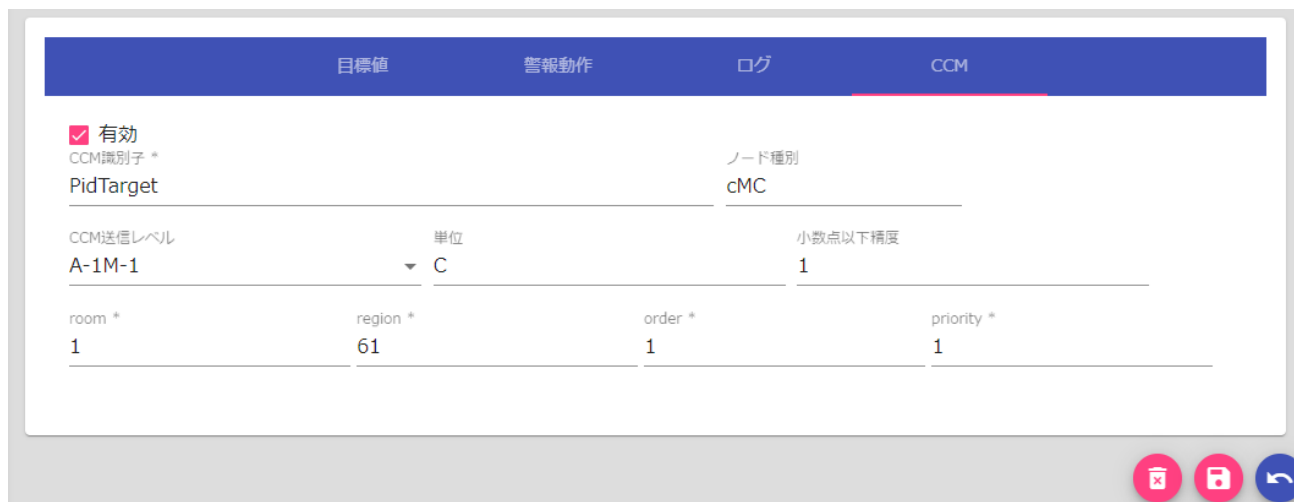 目標値 警報動作 ログ CCM
有効
CCM識別子 * ノード種別
PidTarget cMC
CCM送信レベル 単位 小数点以下精度
A-1M-1 C 1
room * region * order * priority *
1 61 1 1